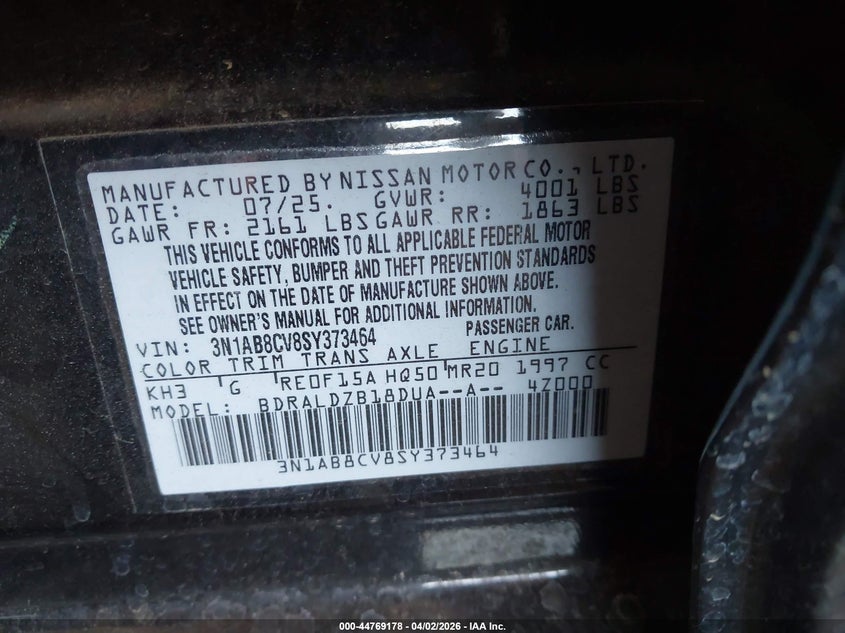 MANUFACTURED BY NISSAN MOTOR CO., LTD.
DATE: 07/25. GVWR: 4001 LBS
GAWR FR: 2161 LBS GAWR RR: 1863 LBS
THIS VEHICLE CONFORMS TO ALL APPLICABLE FEDERAL MOTOR
VEHICLE SAFETY, BUMPER AND THEFT PREVENTION STANDARDS
IN EFFECT ON THE DATE OF MANUFACTURE SHOWN ABOVE.
SEE OWNER'S MANUAL FOR ADDITIONAL INFORMATION.
VIN: 3N1AB8CV8SY373464 PASSENGER CAR.
COLOR TRIM TRANS AXLE ENGINE
KH3 G RE0F15A HQ50 MR20 1997 CC
MODEL: BDRALDZB18DUA--A-- 4Z000
3N1AB8CV8SY373464
000-44769178 | 04/02/2026 - IAA Inc.